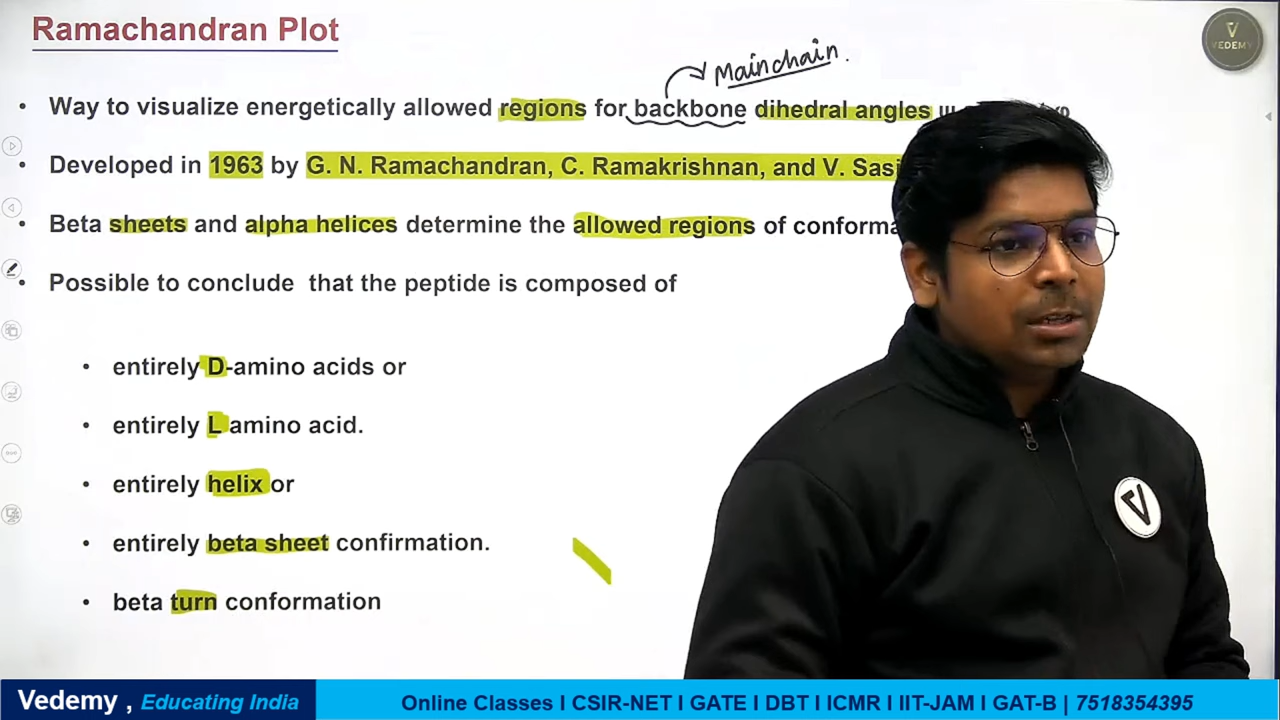 Ramachandran Plot
VEDEMY
Mainchain.
• Way to visualize energetically allowed regions for backbone dihedral angles ψ
• Developed in 1963 by G. N. Ramachandran, C. Ramakrishnan, and V.
• Beta sheets and alpha helices determine the allowed regions of
• Possible to conclude that the peptide is composed of
• entirely D-amino acids or
• entirely L amino acid.
• entirely helix or
• entirely beta sheet confirmation.
• beta turn conformation
Vedemy , Educating India
Online Classes I CSIR-NET I GATE I DBT I ICMR I IIT-JAM I GAT-B | 7518354395